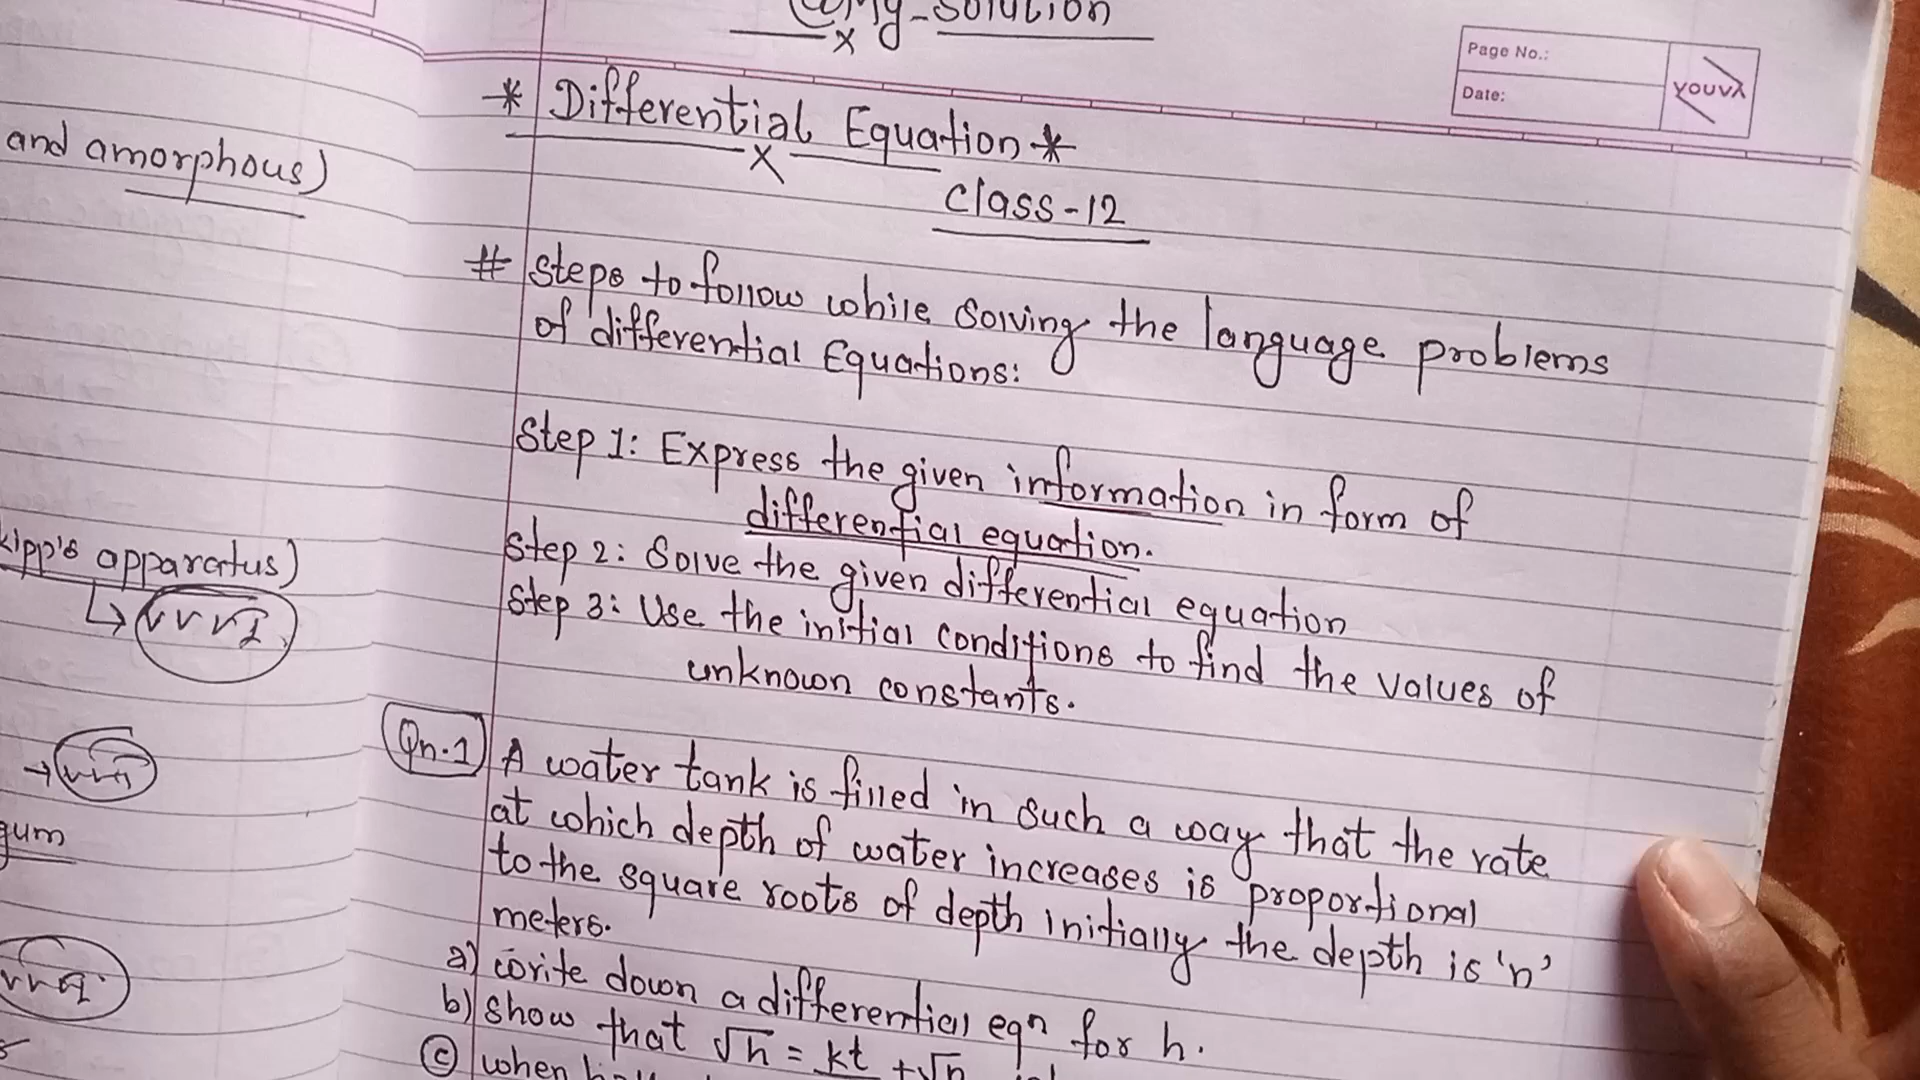 @My-Solution
Page No.:
Date:
YOUVA
* Differential Equation *
Class-12
# Steps to follow while Solving the language problems
of differential Equations:
Step 1: Express the given information in form of
differential equation.
Step 2: Solve the given differential equation
Step 3: Use the initial conditions to find the values of
unknown constants.
Qn.1 A water tank is filled in such a way that the rate
at which depth of water increases is proportional
to the square roots of depth initially the depth is 'n'
meters.
a) Write down a differential eqn for h.
b) Show that √h = kt + √n
(c) when
and amorphous)
Kipp's apparatus)
gum